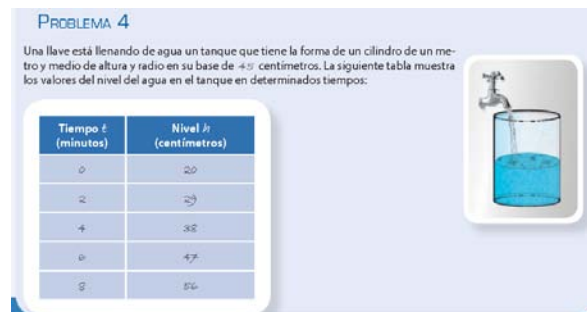 PROBLEMA 4
Una llave está llenando de agua un tanque que tiene la forma de un cilindro de un me-
tro y medio de altura y radio en su base de 45 centímetros. La siguiente tabla muestra
los valores del nivel del agua en el tanque en determinados tiempos:
Tiempo t (minutos) Nivel h (centímetros)
0 20
2 29
4 38
6 47
8 56